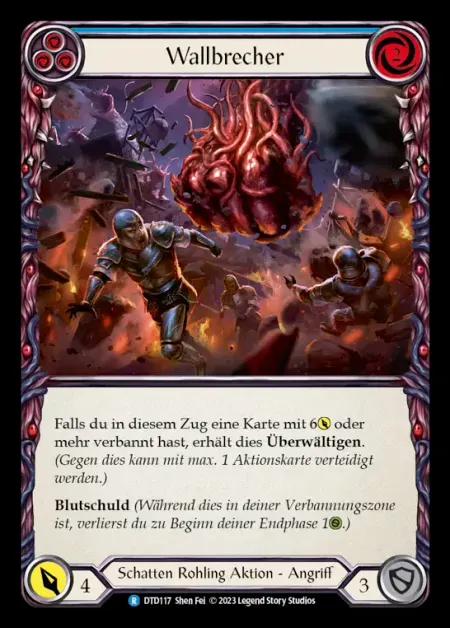 Wallbrecher
2
Falls du in diesem Zug eine Karte mit 6 oder
mehr verbannt hast, erhält dies Überwältigen.
(Gegen dies kann mit max. 1 Aktionskarte verteidigt
werden.)
Blutschuld (Während dies in deiner Verbannungszone
ist, verlierst du zu Beginn deiner Endphase 1.)
4
Schatten Rohling Aktion - Angriff
3
R DTD117 Shen Fei © 2023 Legend Story Studios